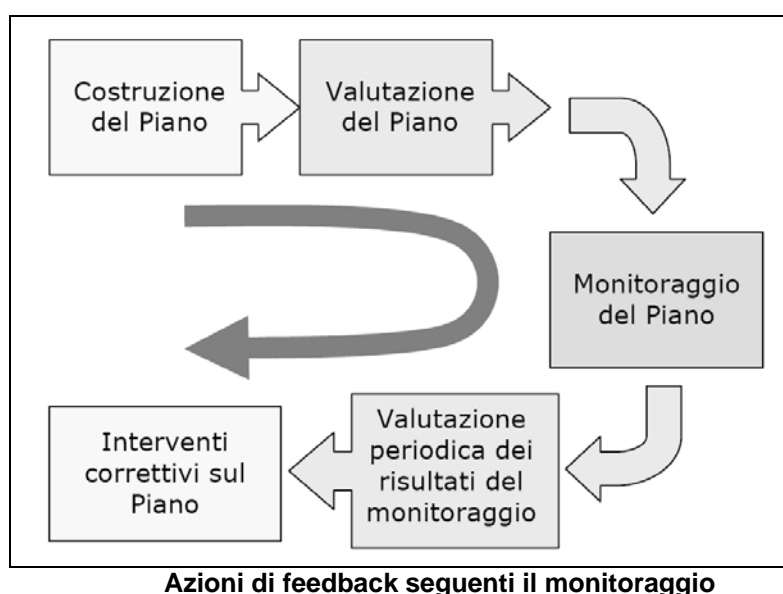 Costruzione
del Piano
Valutazione
del Piano
Monitoraggio
del Piano
Valutazione
periodica dei
risultati del
monitoraggio
Interventi
correttivi sul
Piano
Azioni di feedback seguenti il monitoraggio